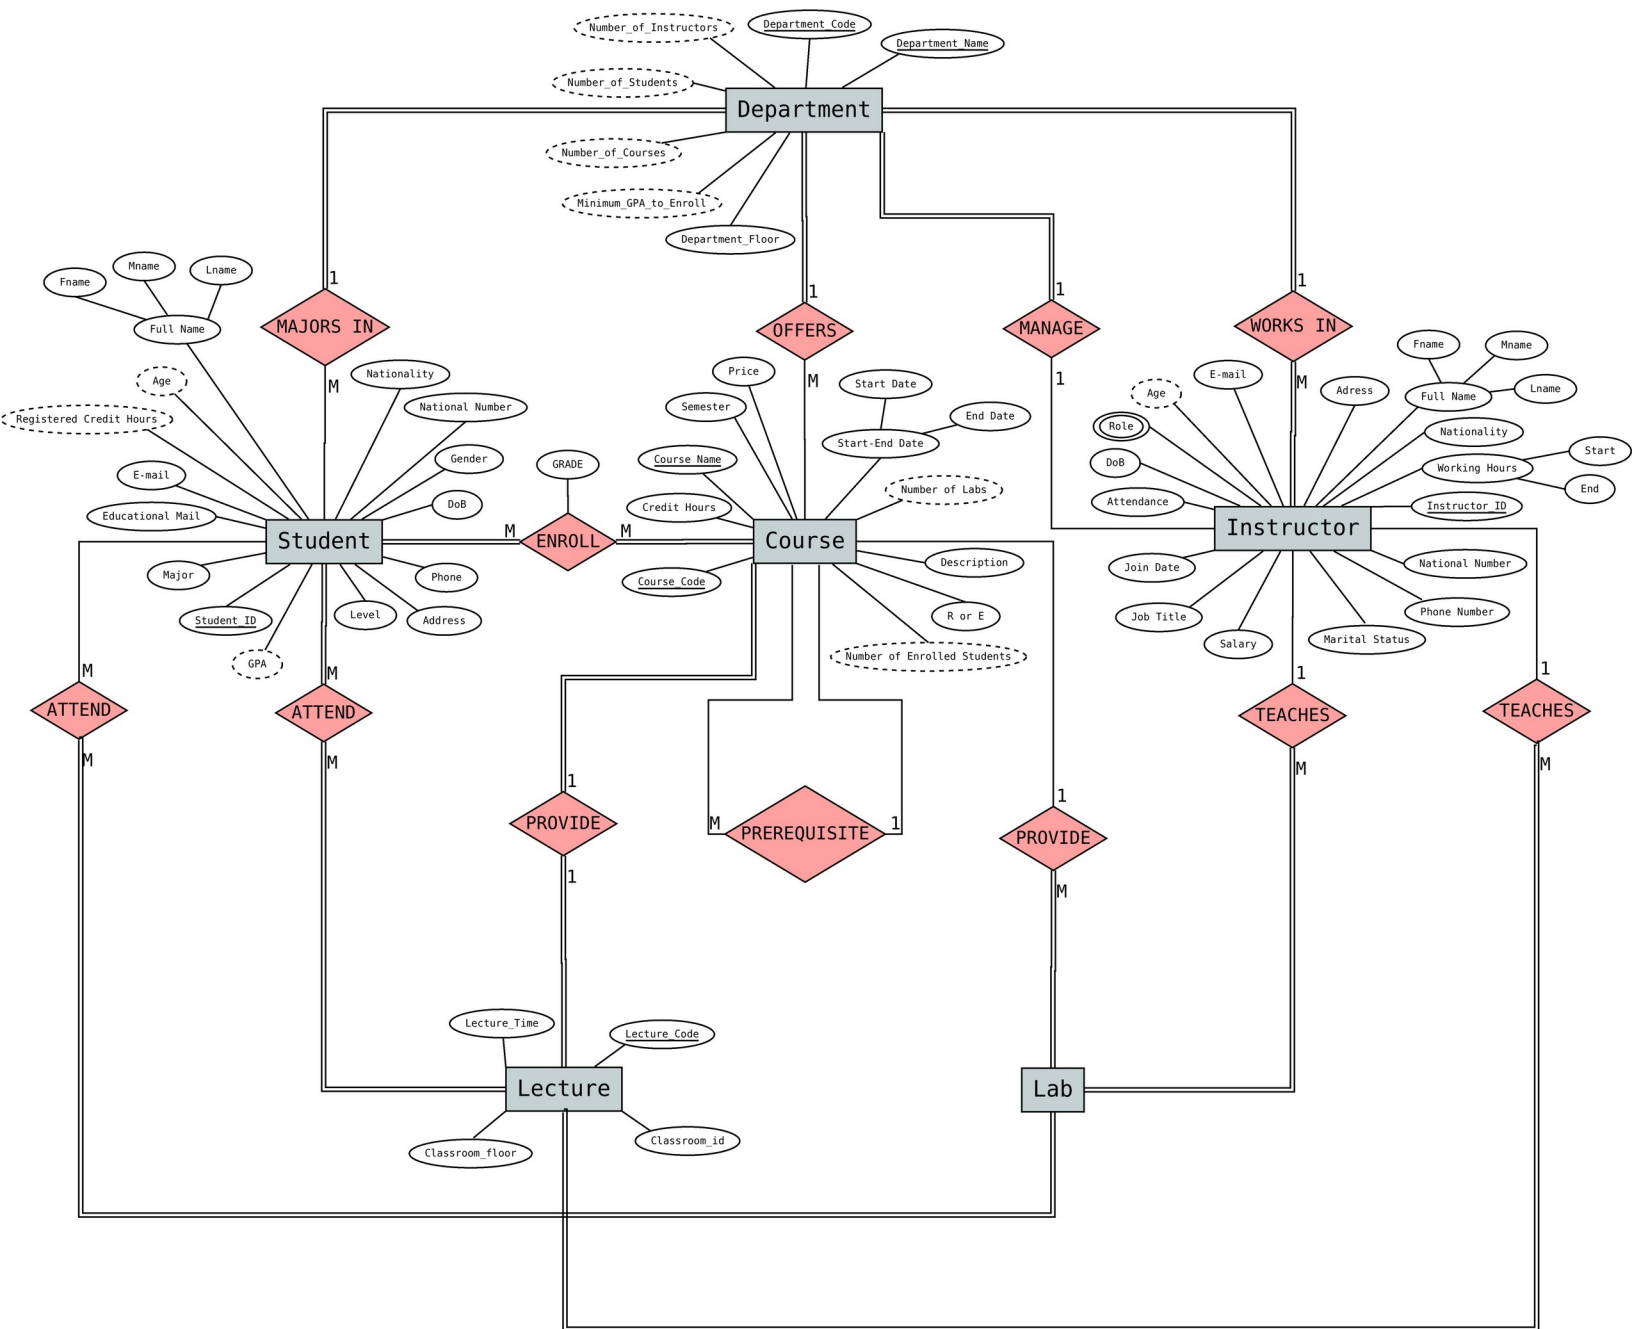 Number_of_Instructors
Department_Code
Department_Name
Number_of_Students
Department
Number_of_Courses
Minimum_GPA_to_Enroll
Department_Floor
1
1
1
1
MAJORS IN
OFFERS
MANAGE
WORKS IN
M
M
1
M
Fname
Mname
Lname
Full Name
Age
Registered Credit Hours
E-mail
Educational Mail
Nationality
National Number
Gender
DoB
Student
Major
Student_ID
GPA
Level
Address
Phone
GRADE
M
ENROLL
M
Price
Semester
Course Name
Credit Hours
Course_Code
Start Date
End Date
Start-End Date
Number of Labs
Course
Description
R or E
Number of Enrolled Students
E-mail
Age
Role
DoB
Attendance
Adress
Fname
Mname
Lname
Full Name
Nationality
Working Hours
Start
End
Instructor_ID
Instructor
Join Date
Job Title
Salary
Marital Status
Phone Number
National Number
M
ATTEND
M
M
ATTEND
M
1
PROVIDE
1
M
PREREQUISITE
1
1
PROVIDE
M
1
TEACHES
M
1
TEACHES
M
Lecture_Time
Lecture_Code
Lecture
Classroom_floor
Classroom_id
Lab